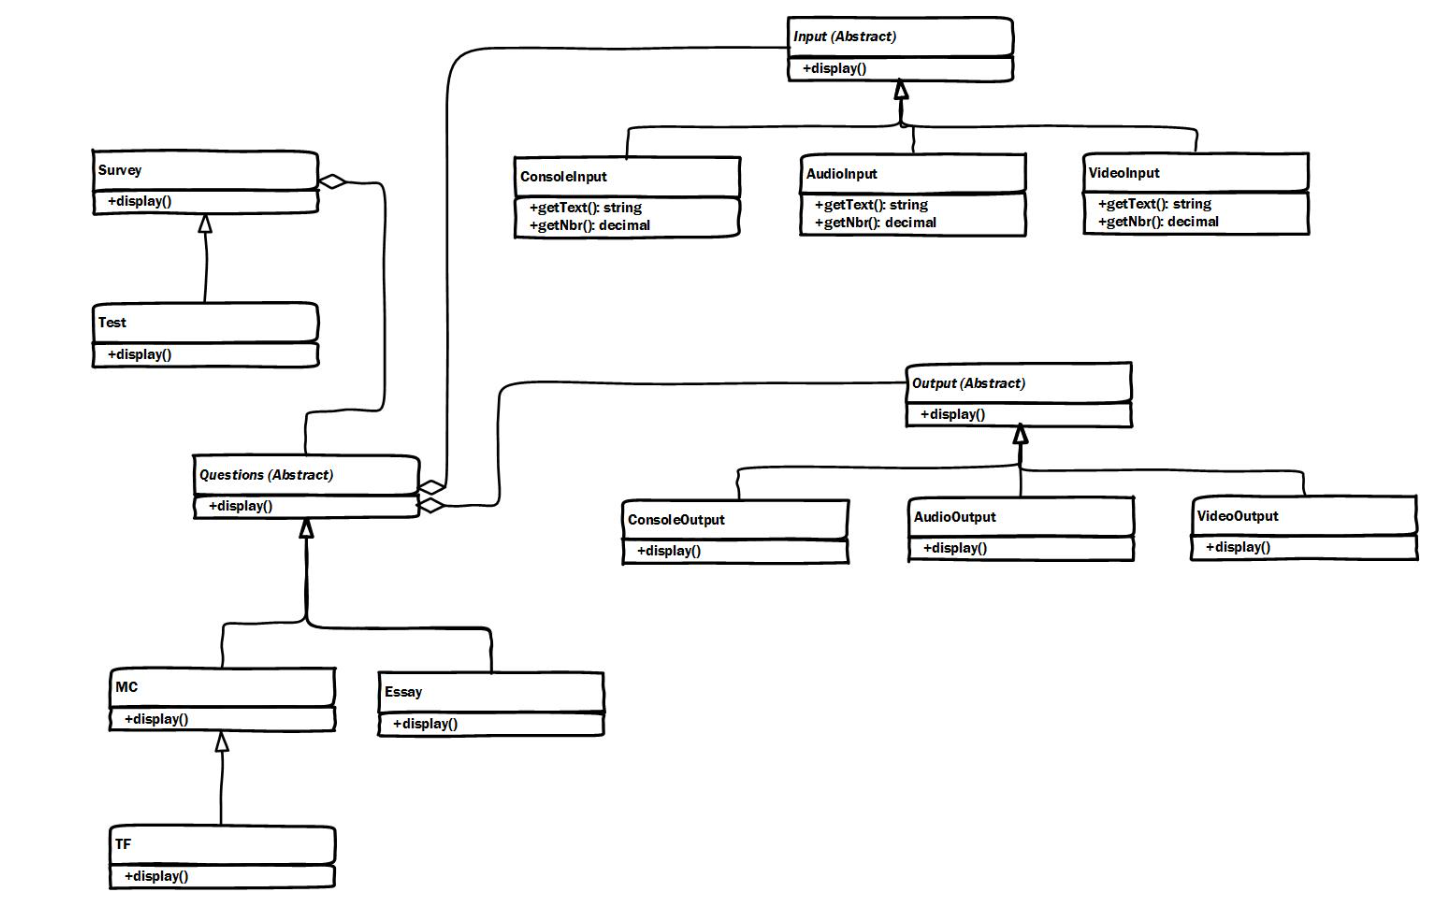 Input (Abstract)
+display()
Survey
+display()
ConsoleInput
+getText(): string
+getNbr(): decimal
AudioInput
+getText(): string
+getNbr(): decimal
VideoInput
+getText(): string
+getNbr(): decimal
Test
+display()
Output (Abstract)
+display()
Questions (Abstract)
+display()
ConsoleOutput
+display()
AudioOutput
+display()
VideoOutput
+display()
MC
+display()
Essay
+display()
TF
+display()